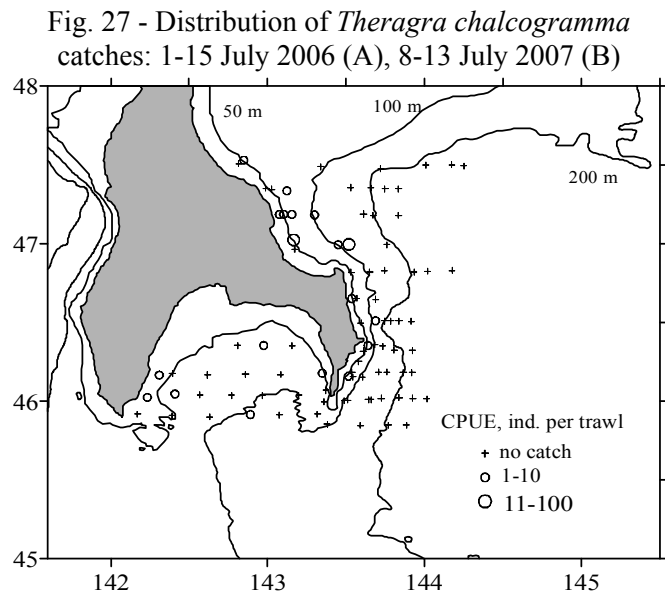 Fig. 27 - Distribution of Theragra chalcogramma
catches: 1-15 July 2006 (A), 8-13 July 2007 (B)
48
50 m
100 m
200 m
47
46
CPUE, ind. per trawl
no catch
1-10
11-100
45
142
143
144
145